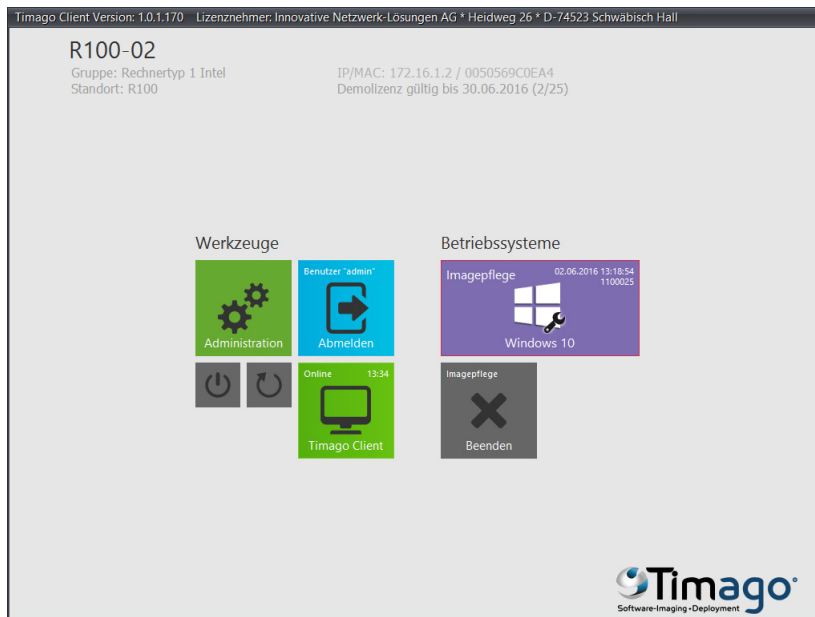 Timago Client Version: 1.0.1.170 Lizenznehmer: Innovative Netzwerk-Lösungen AG * Heidweg 26 * D-74523 Schwäbisch Hall
R100-02
Gruppe: Rechnertyp 1 Intel
Standort: R100
IP/MAC: 172.16.1.2 / 0050569C0EA4
Demolizenz gültig bis 30.06.2016 (2/25)
Werkzeuge
Administration
Benutzer "admin"
Abmelden
Online 13:34
Timago Client
Betriebssysteme
Imagepflege 02.06.2016 13:18:54
1100025
Windows 10
Imagepflege
Beenden
Timago
Software-Imaging+Deployment